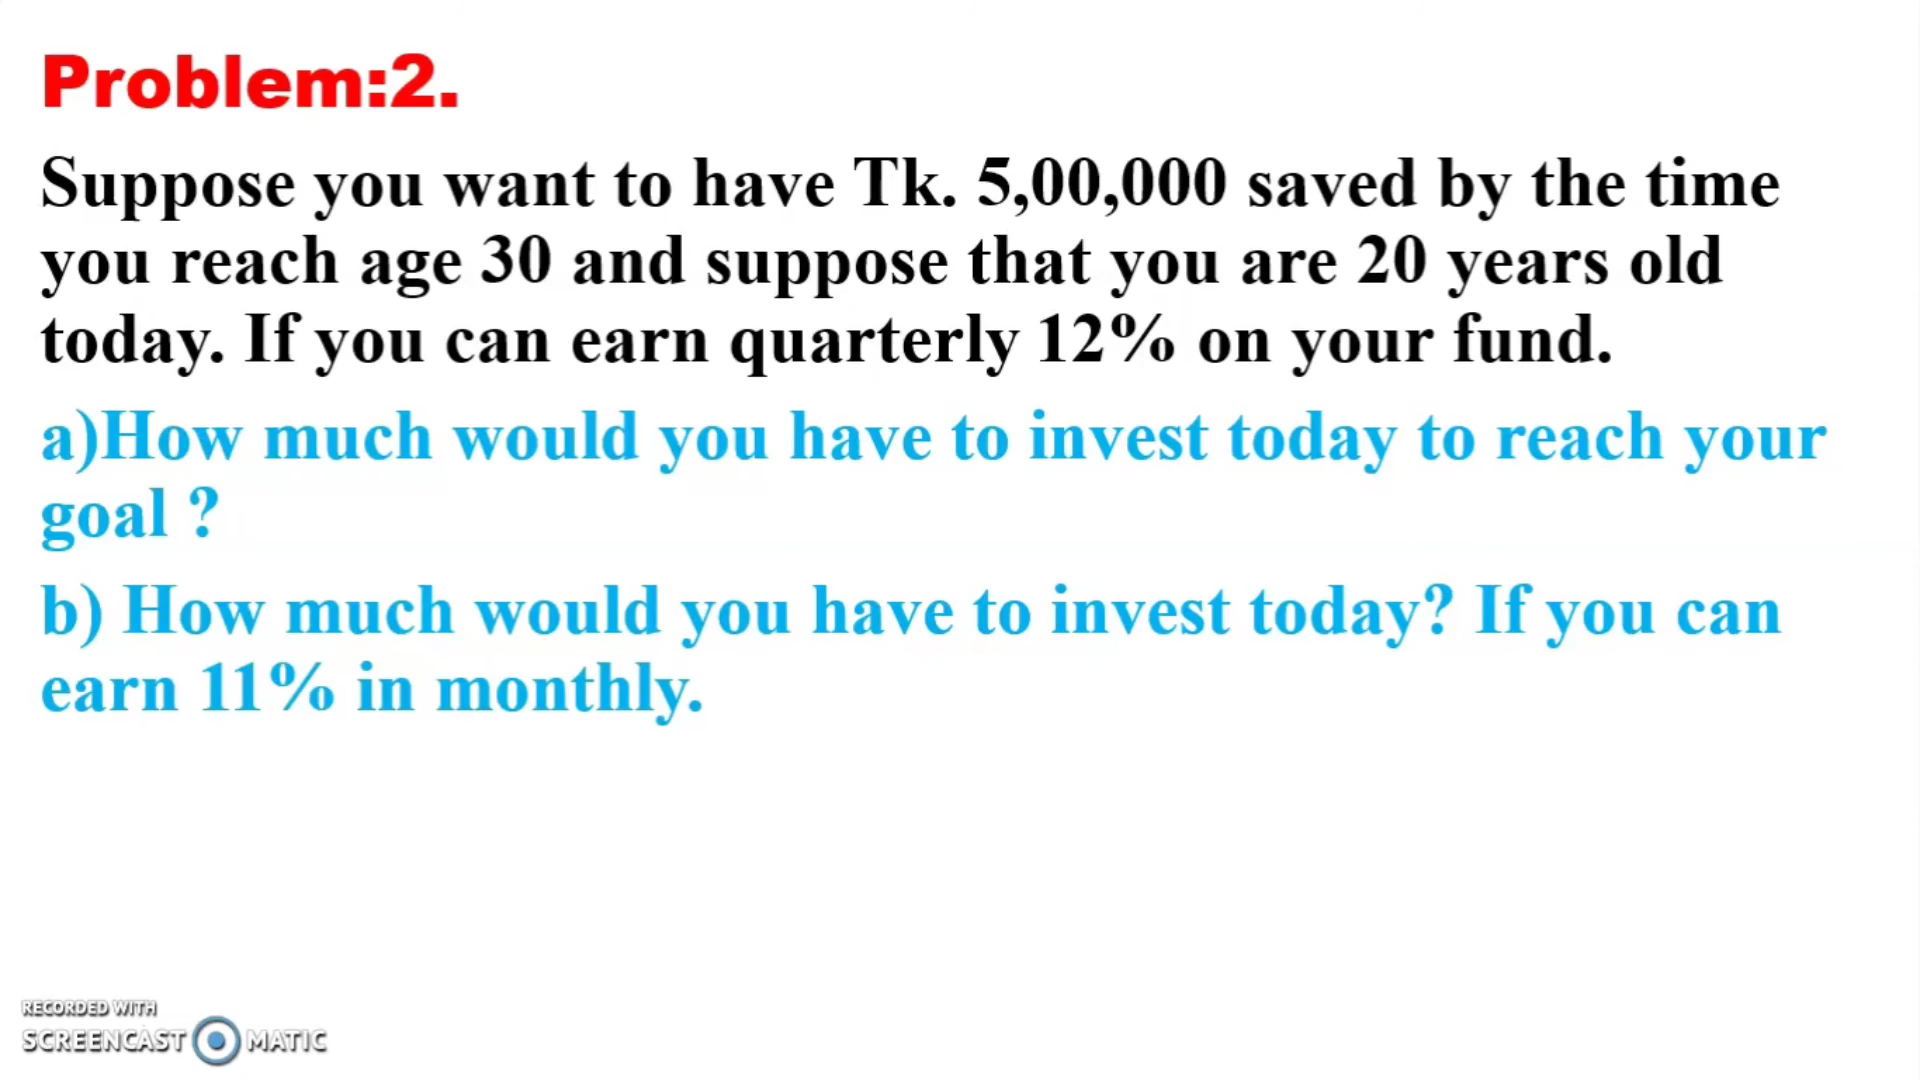 Problem:2.
Suppose you want to have Tk. 5,00,000 saved by the time
you reach age 30 and suppose that you are 20 years old
today. If you can earn quarterly 12% on your fund.
a)How much would you have to invest today to reach your
goal ?
b) How much would you have to invest today? If you can
earn 11% in monthly.
RECORDED WITH
SCREENCAST MATIC